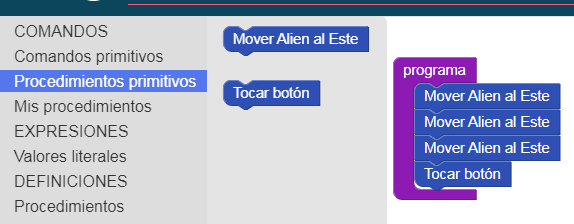 COMANDOS
Comandos primitivos
Procedimientos primitivos
Mis procedimientos
EXPRESIONES
Valores literales
DEFINICIONES
Procedimientos
Mover Alien al Este
Tocar botón
programa
Mover Alien al Este
Mover Alien al Este
Mover Alien al Este
Tocar botón